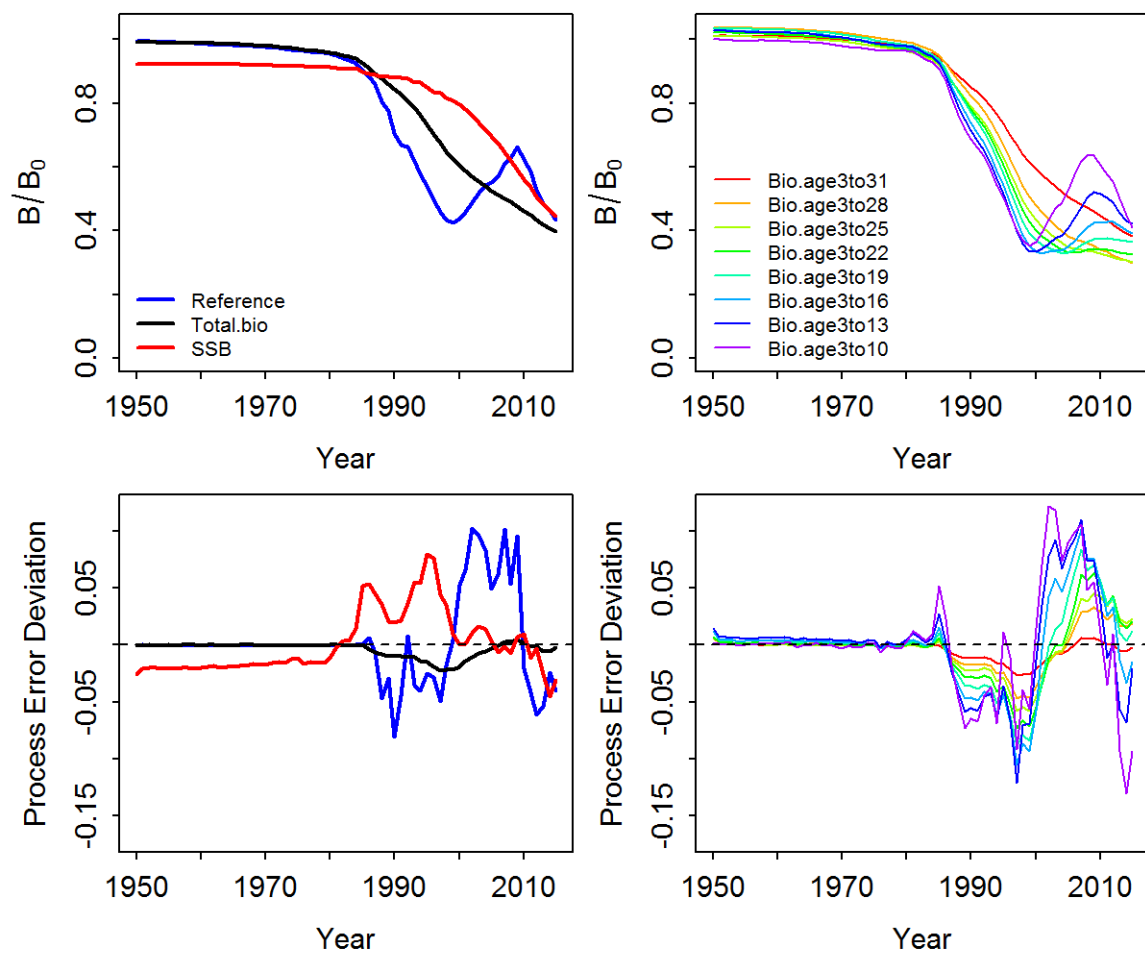 B/B0
0.0 0.4 0.8
Reference
Total.bio
SSB
1950 1970 1990 2010
Year
B/B0
0.0 0.4 0.8
Bio.age3to31
Bio.age3to28
Bio.age3to25
Bio.age3to22
Bio.age3to19
Bio.age3to16
Bio.age3to13
Bio.age3to10
1950 1970 1990 2010
Year
Process Error Deviation
-0.15 -0.05 0.05
1950 1970 1990 2010
Year
Process Error Deviation
-0.15 -0.05 0.05
1950 1970 1990 2010
Year